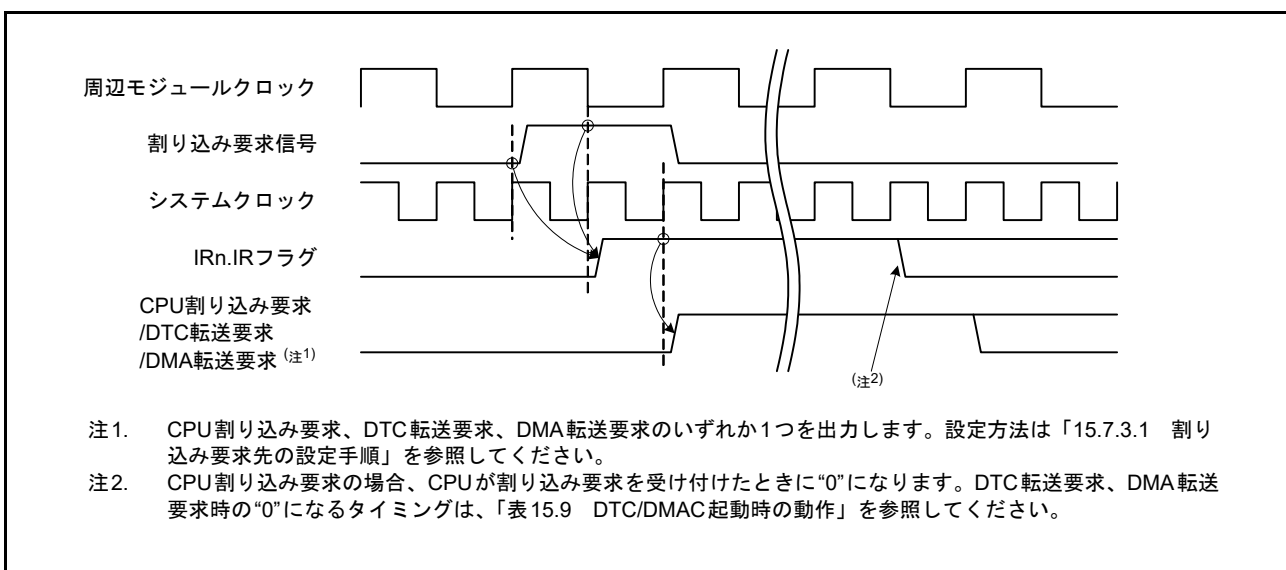 周辺モジュールクロック
割り込み要求信号
システムクロック
IRn.IRフラグ
CPU割り込み要求
/DTC転送要求
/DMA転送要求 (注1)
(注2)
注1. CPU割り込み要求、DTC転送要求、DMA転送要求のいずれか1つを出力します。設定方法は「15.7.3.1 割り
込み要求先の設定手順」を参照してください。
注2. CPU割り込み要求の場合、CPUが割り込み要求を受け付けたときに“0”になります。DTC転送要求、DMA転送
要求時の“0”になるタイミングは、「表15.9 DTC/DMAC起動時の動作」を参照してください。